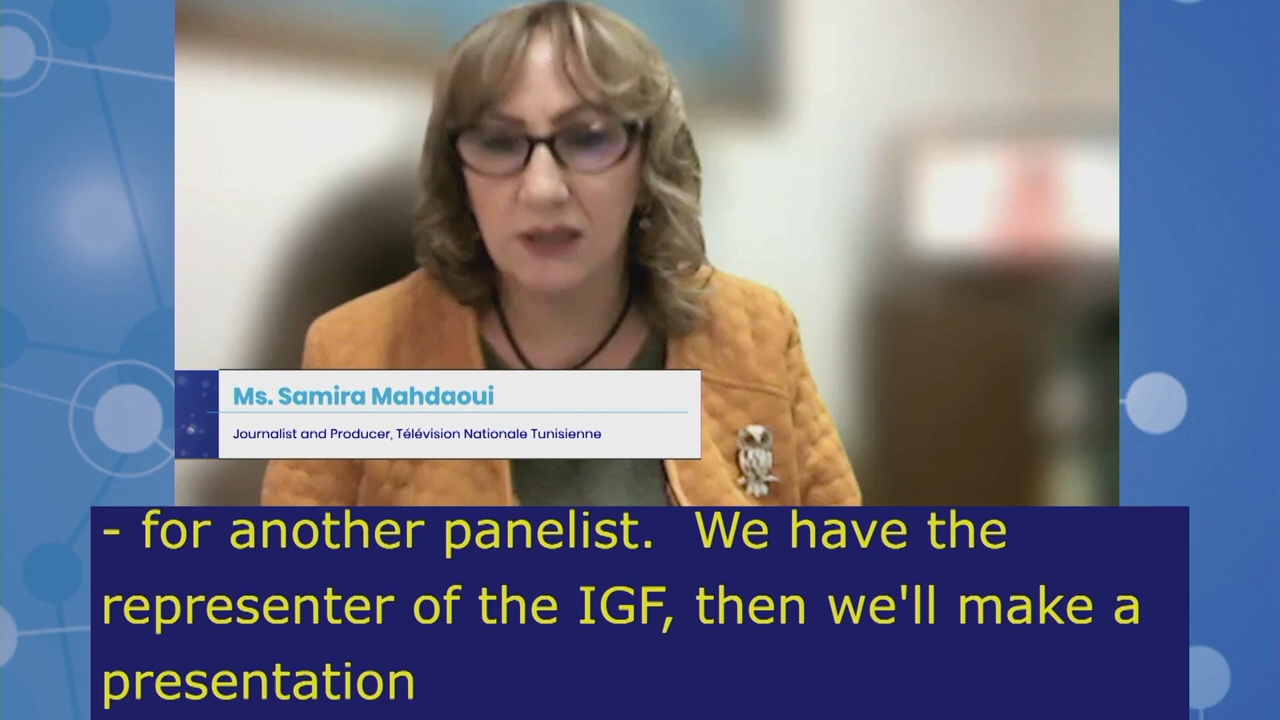 Ms. Samira Mahdaoui
Journalist and Producer, Télévision Nationale Tunisienne
- for another panelist.  We have the
representer of the IGF, then we'll make a
presentation